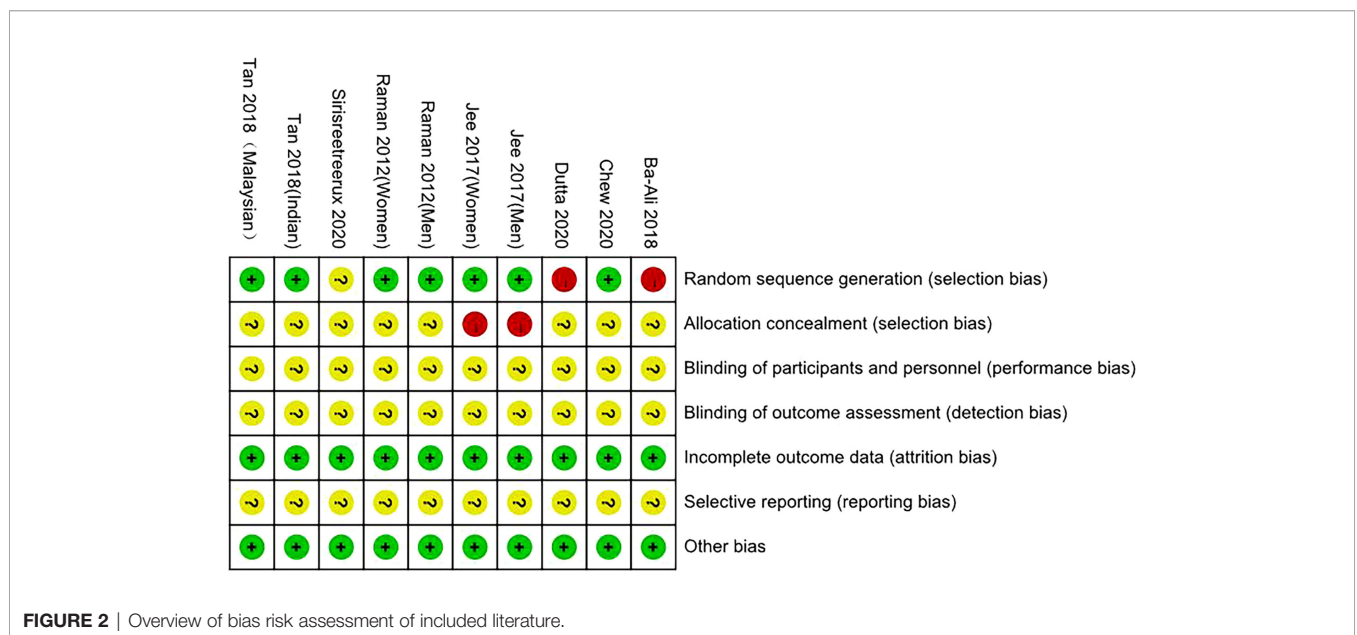 Tan 2018（Malaysian）
Tan 2018(Indian)
Sirisreetreerux 2020
Raman 2012(Women)
Raman 2012(Men)
Jee 2017(Women)
Jee 2017(Men)
Dutta 2020
Chew 2020
Ba-Ali 2018
+ + ? + + + + + Random sequence generation (selection bias)
? ? ? ? ? ? ? ? Allocation concealment (selection bias)
? ? ? ? ? ? ? ? ? ? Blinding of participants and personnel (performance bias)
? ? ? ? ? ? ? ? ? ? Blinding of outcome assessment (detection bias)
+ + + + + + + + + + Incomplete outcome data (attrition bias)
? ? ? ? ? ? ? ? ? ? Selective reporting (reporting bias)
+ + + + + + + + + + Other bias
FIGURE 2 | Overview of bias risk assessment of included literature.